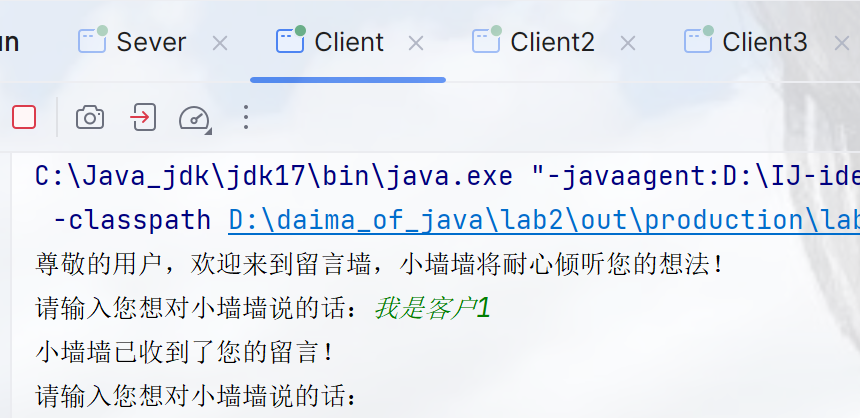 un Sever Client Client2 Client3
C:\Java_jdk\jdk17\bin\java.exe "-javaagent:D:\IJ-ide
-classpath D:\daima_of_java\lab2\out\production\lab
尊敬的用户，欢迎来到留言墙，小墙墙将耐心倾听您的想法！
请输入您想对小墙墙说的话：我是客户1
小墙墙已收到了您的留言！
请输入您想对小墙墙说的话：